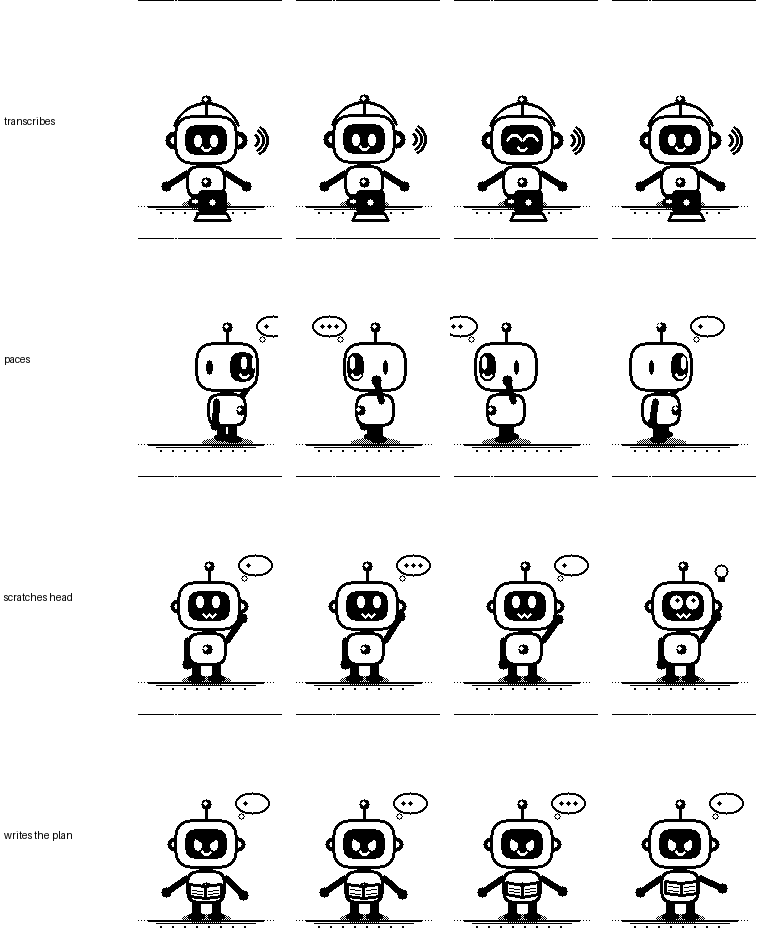 transcribes
paces
scratches head
writes the plan